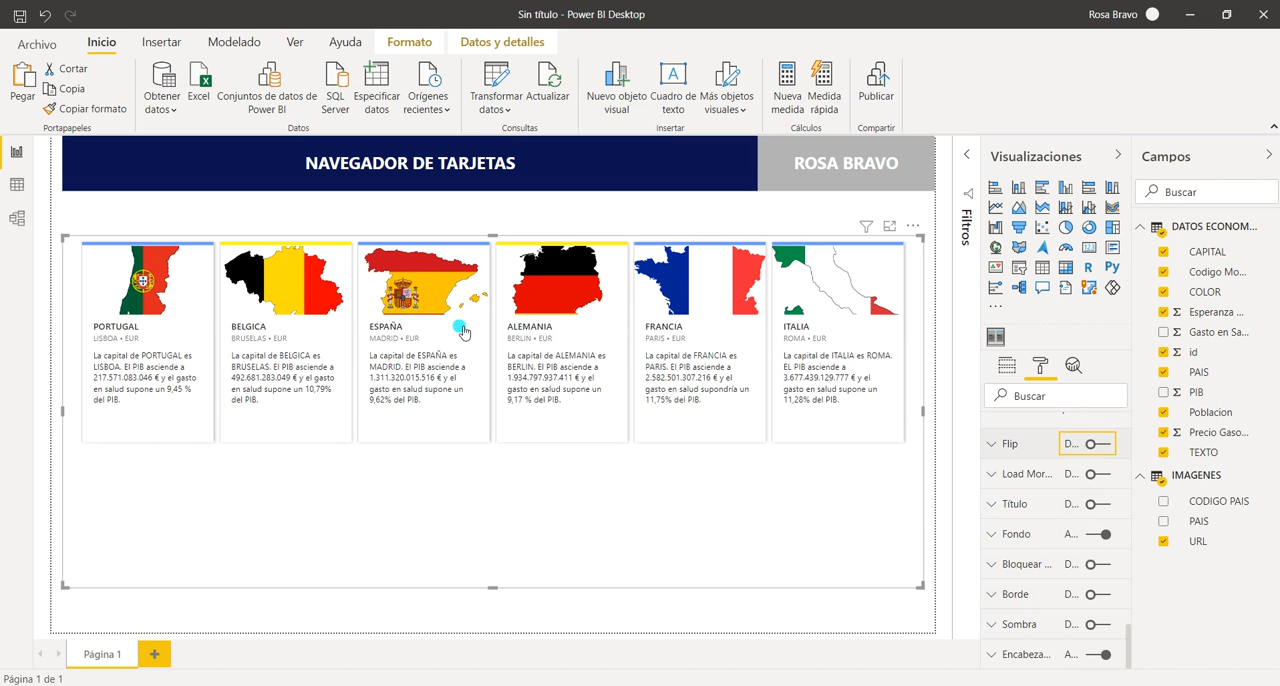 Sin título - Power BI Desktop
Rosa Bravo
Archivo
Inicio
Insertar
Modelado
Ver
Ayuda
Formato
Datos y detalles
Pegar
Cortar
Copia
Copiar formato
Portapapeles
Obtener datos
Excel
Conjuntos de datos de Power BI
SQL Server
Especificar datos
Orígenes recientes
Datos
Transformar datos
Actualizar
Consultas
Nuevo objeto visual
Cuadro de texto
Más objetos visuales
Insertar
Nueva medida
Medida rápida
Cálculos
Publicar
Compartir
NAVEGADOR DE TARJETAS
ROSA BRAVO
PORTUGAL
LISBOA • EUR
La capital de PORTUGAL es
LISBOA. El PIB asciende a
217.571.083.046 € y el gasto
en salud supone un 9,45 %
del PIB.
BELGICA
BRUSELAS • EUR
La capital de BELGICA es
BRUSELAS. El PIB asciende a
492.681.283.049 € y el gasto
en salud supone un 10,79%
del PIB.
ESPAÑA
MADRID • EUR
La capital de ESPAÑA es
MADRID. El PIB asciende a
1.311.320.015.516 € y el
gasto en salud supone un
9,62% del PIB.
ALEMANIA
BERLIN • EUR
La capital de ALEMANIA es
BERLIN. El PIB asciende a
1.934.797.937.411 € y el
gasto en salud supone un
9,17 % del PIB.
FRANCIA
PARIS • EUR
La capital de FRANCIA es
PARIS. El PIB asciende a
2.582.501.307.216 € y el
gasto en salud supondría un
11,75% del PIB.
ITALIA
ROMA • EUR
La capital de ITALIA es ROMA.
EL PIB asciende a
3.677.439.129.777 € y el
gasto en salud supone un
11,28% del PIB.
Filtros
Visualizaciones
R
Py
Buscar
Flip D...
Load Mor... D...
Título D...
Fondo A...
Bloquear ... D...
Borde D...
Sombra D...
Encabeza... A...
Campos
Buscar
DATOS ECONOM...
CAPITAL
Codigo Mo...
COLOR
Σ Esperanza ...
Σ Gasto en Sa...
Σ id
PAIS
Σ PIB
Poblacion
Σ Precio Gaso...
TEXTO
IMAGENES
CODIGO PAIS
PAIS
URL
Página 1
Página 1 de 1